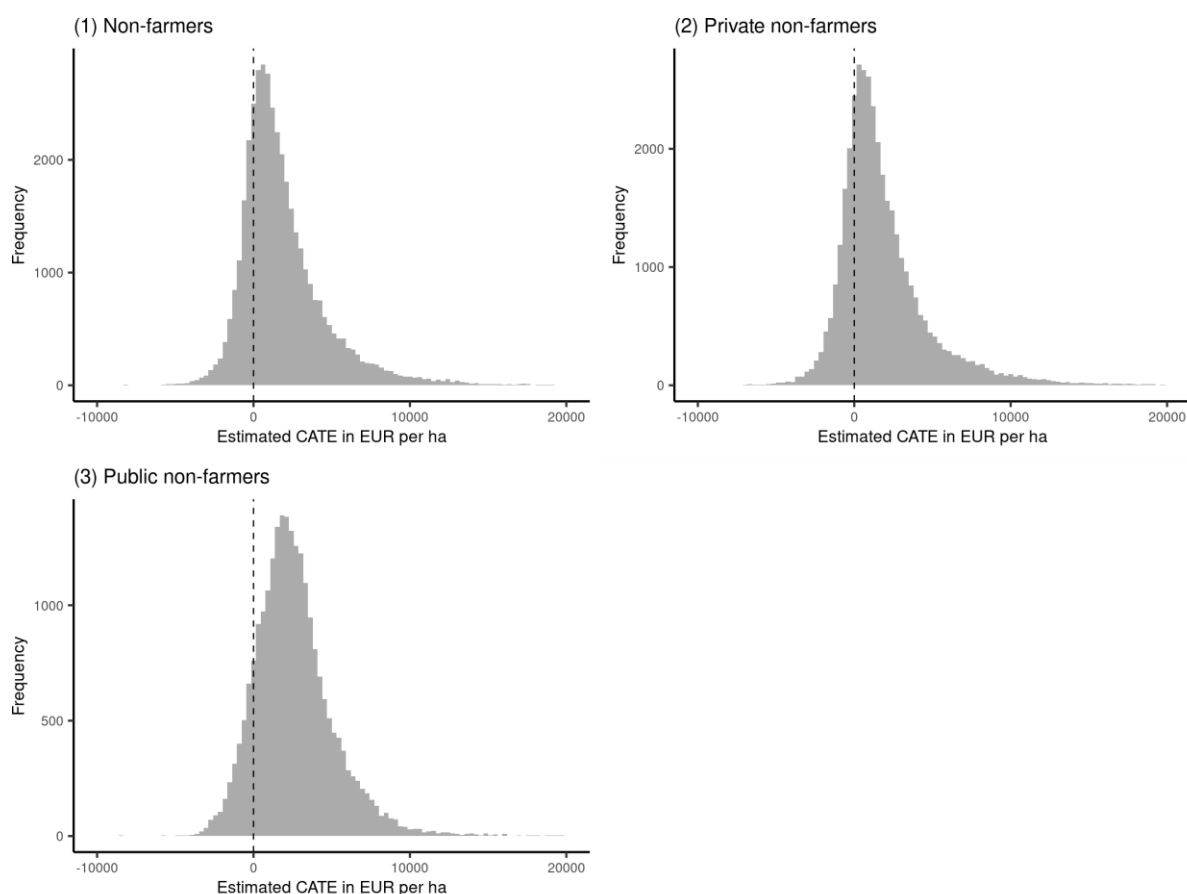 (1) Non-farmers
Frequency
2000
1000
0
-10000 0 10000 20000
Estimated CATE in EUR per ha
(2) Private non-farmers
Frequency
2000
1000
0
-10000 0 10000 20000
Estimated CATE in EUR per ha
(3) Public non-farmers
Frequency
1000
500
0
-10000 0 10000 20000
Estimated CATE in EUR per ha